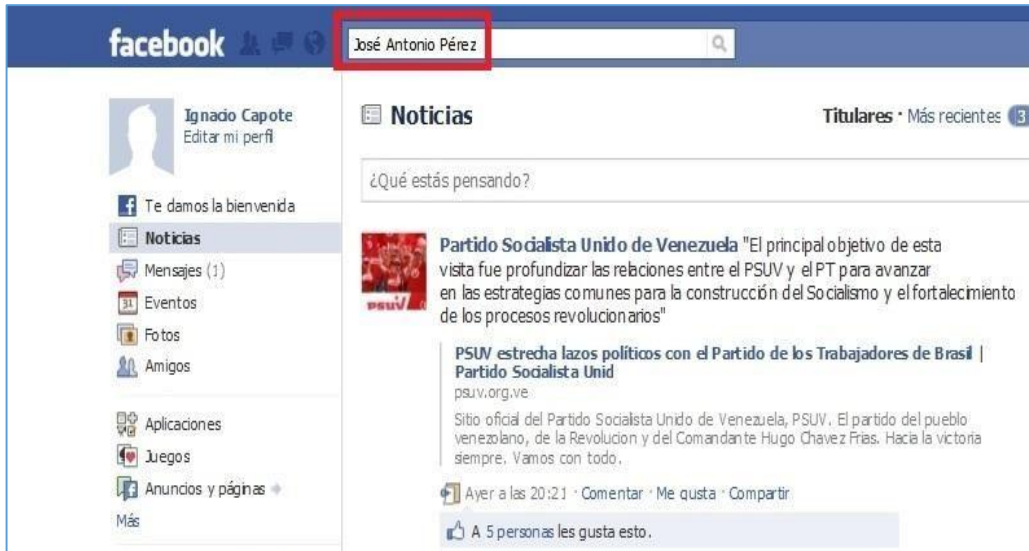 facebook
José Antonio Pérez
Ignacio Capote
Editar mi perfil
Te damos la bienvenida
Noticias
Mensajes (1)
31 Eventos
Fotos
Amigos
Aplicaciones
Juegos
Anuncios y páginas
Más
Noticias
Titulares · Más recientes 3
¿Qué estás pensando?
PSUV
Partido Socialista Unido de Venezuela "El principal objetivo de esta
visita fue profundizar las relaciones entre el PSUV y el PT para avanzar
en las estrategias comunes para la construcción del Socialismo y el fortalecimiento
de los procesos revolucionarios"
PSUV estrecha lazos políticos con el Partido de los Trabajadores de Brasil |
Partido Socialista Unid
psuv.org.ve
Sitio oficial del Partido Socialista Unido de Venezuela, PSUV. El partido del pueblo
venezolano, de la Revolucion y del Comandante Hugo Chavez Frias. Hacia la victoria
siempre. Vamos con todo.
Ayer a las 20:21 · Comentar · Me gusta · Compartir
A 5 personas les gusta esto.